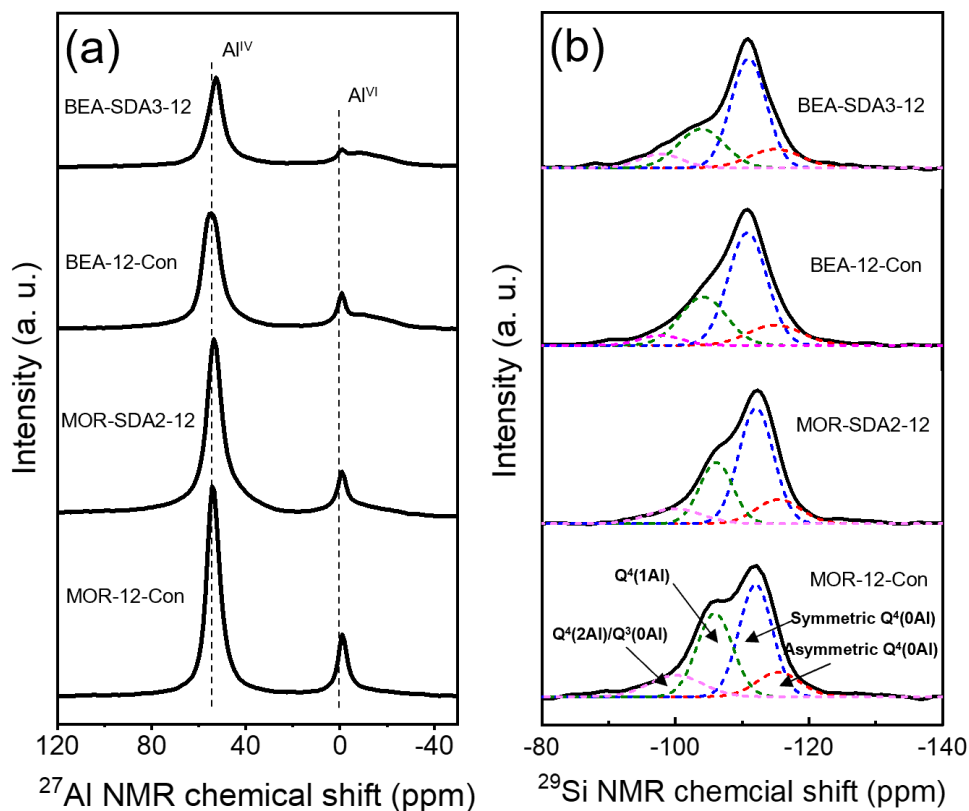 (a)
Al^IV
Al^VI
BEA-SDA3-12
BEA-12-Con
MOR-SDA2-12
MOR-12-Con
Intensity (a. u.)
120 80 40 0 -40
²⁷Al NMR chemical shift (ppm)
(b)
BEA-SDA3-12
BEA-12-Con
MOR-SDA2-12
MOR-12-Con
Q⁴(1Al)
Symmetric Q⁴(0Al)
Q⁴(2Al)/Q³(0Al)
Asymmetric Q⁴(0Al)
Intensity (a. u.)
-80 -100 -120 -140
²⁹Si NMR chemcial shift (ppm)